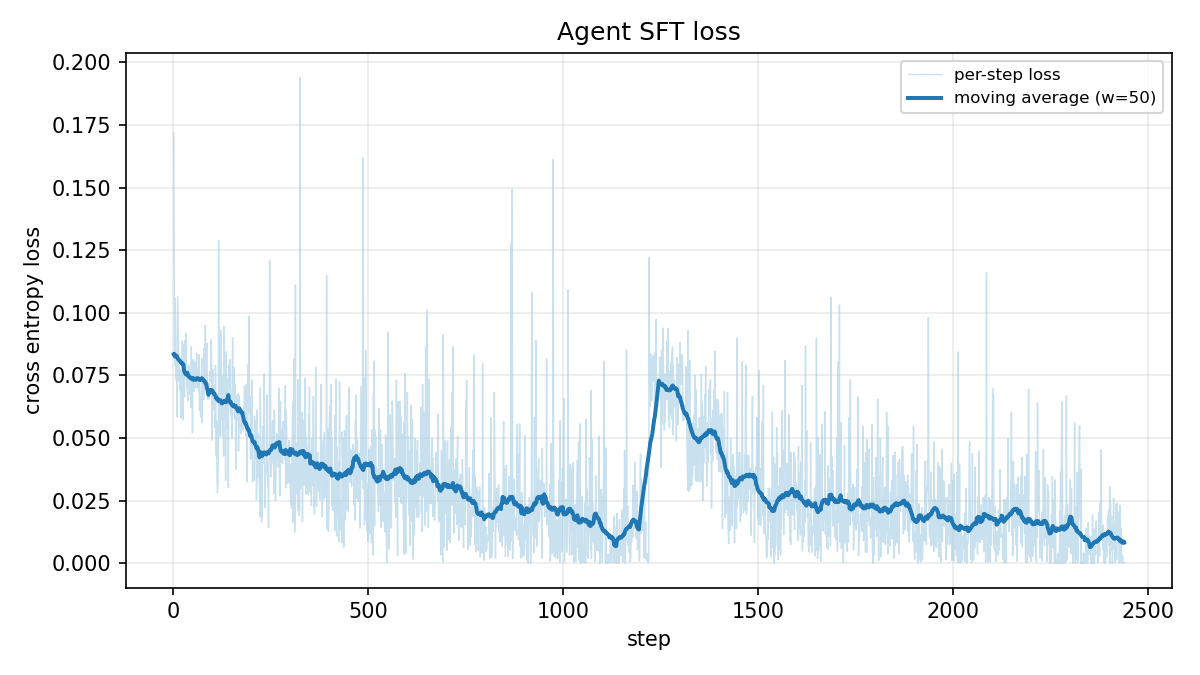 Agent SFT loss
per-step loss
moving average (w=50)
cross entropy loss
0.200
0.175
0.150
0.125
0.100
0.075
0.050
0.025
0.000
0 500 1000 1500 2000 2500
step